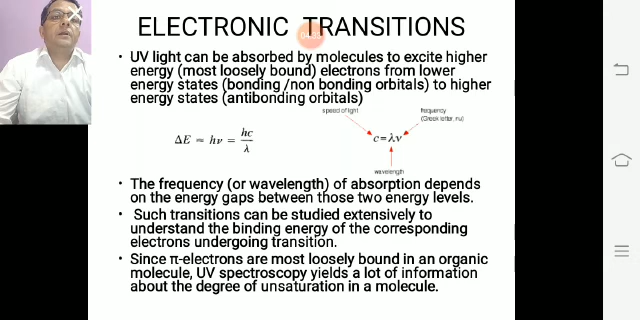 ELECTRONIC TRANSITIONS
• UV light can be absorbed by molecules to excite higher
energy (most loosely bound) electrons from lower
energy states (bonding /non bonding orbitals) to higher
energy states (antibonding orbitals)
speed of light
frequency
(Greek letter, nu)
ΔE = hν = hc/λ
c=λν
wavelength
• The frequency (or wavelength) of absorption depends
on the energy gaps between those two energy levels.
• Such transitions can be studied extensively to
understand the binding energy of the corresponding
electrons undergoing transition.
• Since π-electrons are most loosely bound in an organic
molecule, UV spectroscopy yields a lot of information
about the degree of unsaturation in a molecule.